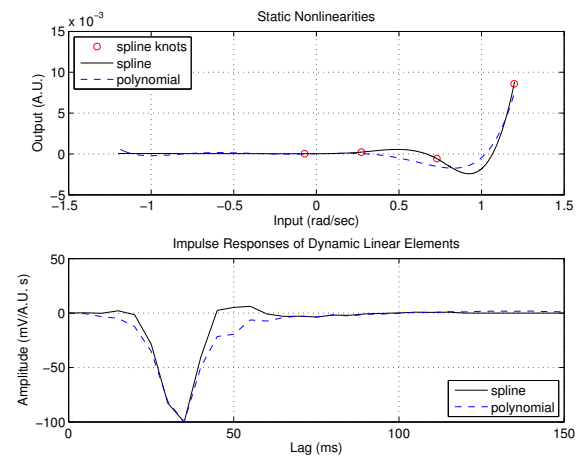 Static Nonlinearities
x 10⁻³
15
10
5
0
−5
Output (A.U.)
spline knots
spline
polynomial
−1.5
−1
−0.5
0
0.5
1
1.5
Input (rad/sec)
Impulse Responses of Dynamic Linear Elements
50
0
−50
−100
Amplitude (mV/A.U. s)
spline
polynomial
0
50
100
150
Lag (ms)